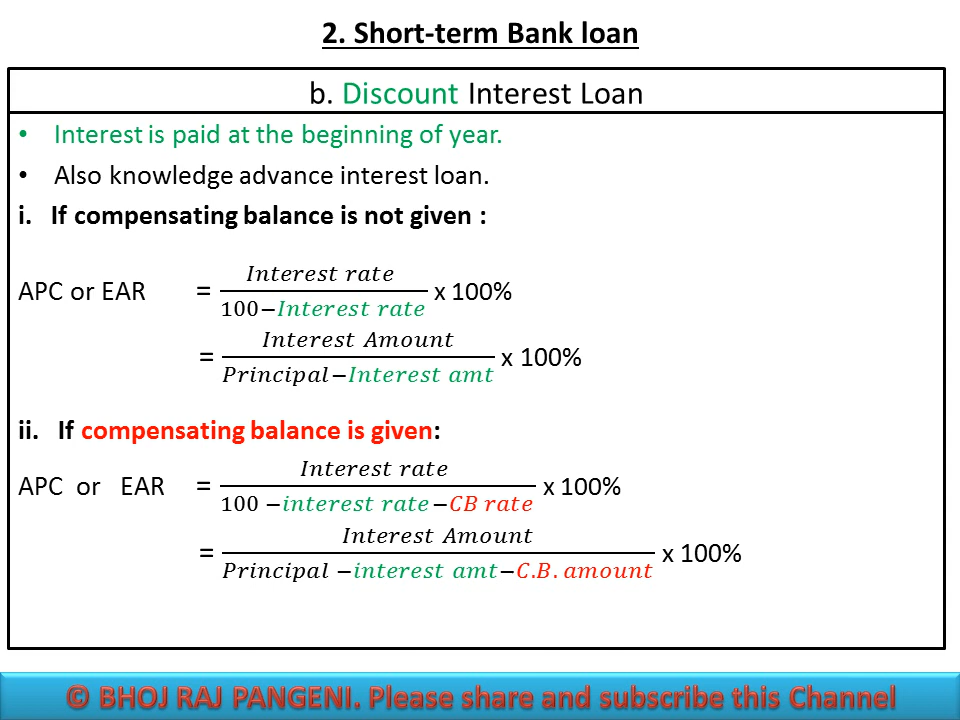 2. Short-term Bank loan
b. Discount Interest Loan
• Interest is paid at the beginning of year.
• Also knowledge advance interest loan.
i. If compensating balance is not given :
APC or EAR = Interest rate / 100−Interest rate x 100%
= Interest Amount / Principal−Interest amt x 100%
ii. If compensating balance is given:
APC or EAR = Interest rate / 100 −interest rate−CB rate x 100%
= Interest Amount / Principal −interest amt−C.B. amount x 100%
© BHOJ RAJ PANGENI. Please share and subscribe this Channel